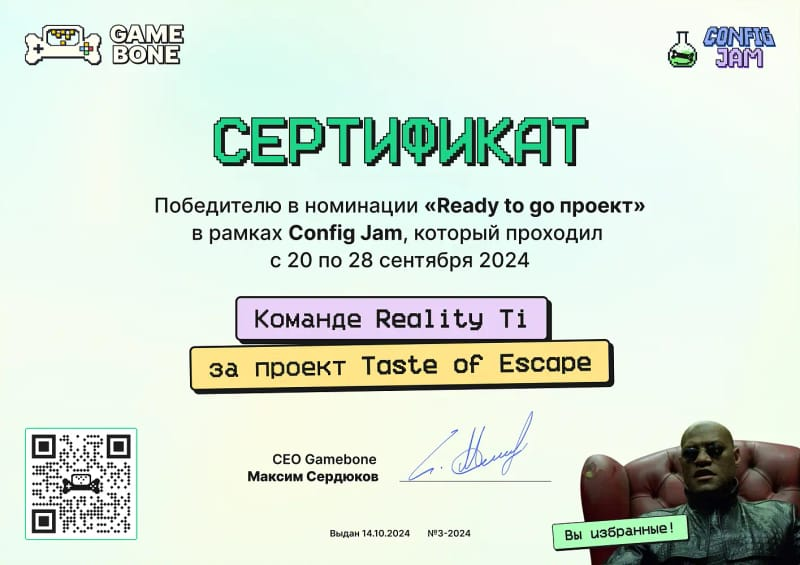 GAME
BONE
CONFIG
JAM
СЕРТИФИКАТ
Победителю в номинации «Ready to go проект»
в рамках Config Jam, который проходил
с 20 по 28 сентября 2024
Команде Reality Ti
за проект Taste of Escape
CEO Gamebone
Максим Сердюков
Вы избранные!
Выдан 14.10.2024 №3-2024